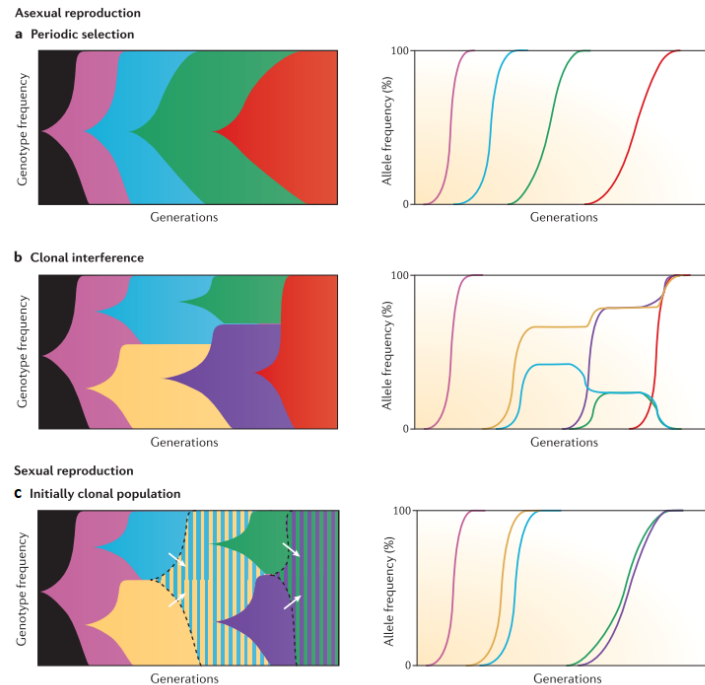 Asexual reproduction
a Periodic selection
Genotype frequency
Generations
100
Allele frequency (%)
0
Generations
b Clonal interference
Genotype frequency
Generations
100
Allele frequency (%)
0
Generations
Sexual reproduction
c Initially clonal population
Genotype frequency
Generations
100
Allele frequency (%)
0
Generations